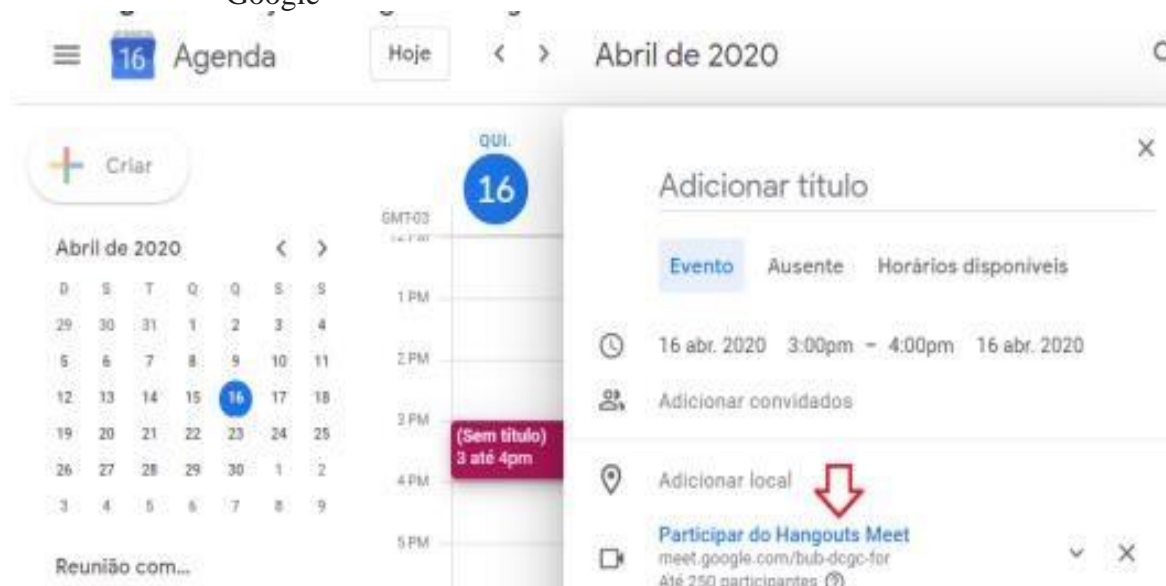 Google
16 Agenda Hoje < > Abril de 2020
Criar
QUI.
16
GMT-03
Abril de 2020 < >
D S T Q Q S S
29 30 31 1 2 3 4
5 6 7 8 9 10 11
12 13 14 15 16 17 18
19 20 21 22 23 24 25
26 27 28 29 30 1 2
3 4 5 6 7 8 9
Reunião com...
1 PM
2 PM
3 PM
4 PM
5 PM
(Sem título)
3 até 4pm
Adicionar título
Evento Ausente Horários disponíveis
16 abr. 2020 3:00pm – 4:00pm 16 abr. 2020
Adicionar convidados
Adicionar local
Participar do Hangouts Meet
meet.google.com/bub-dcgc-for
Até 250 participantes